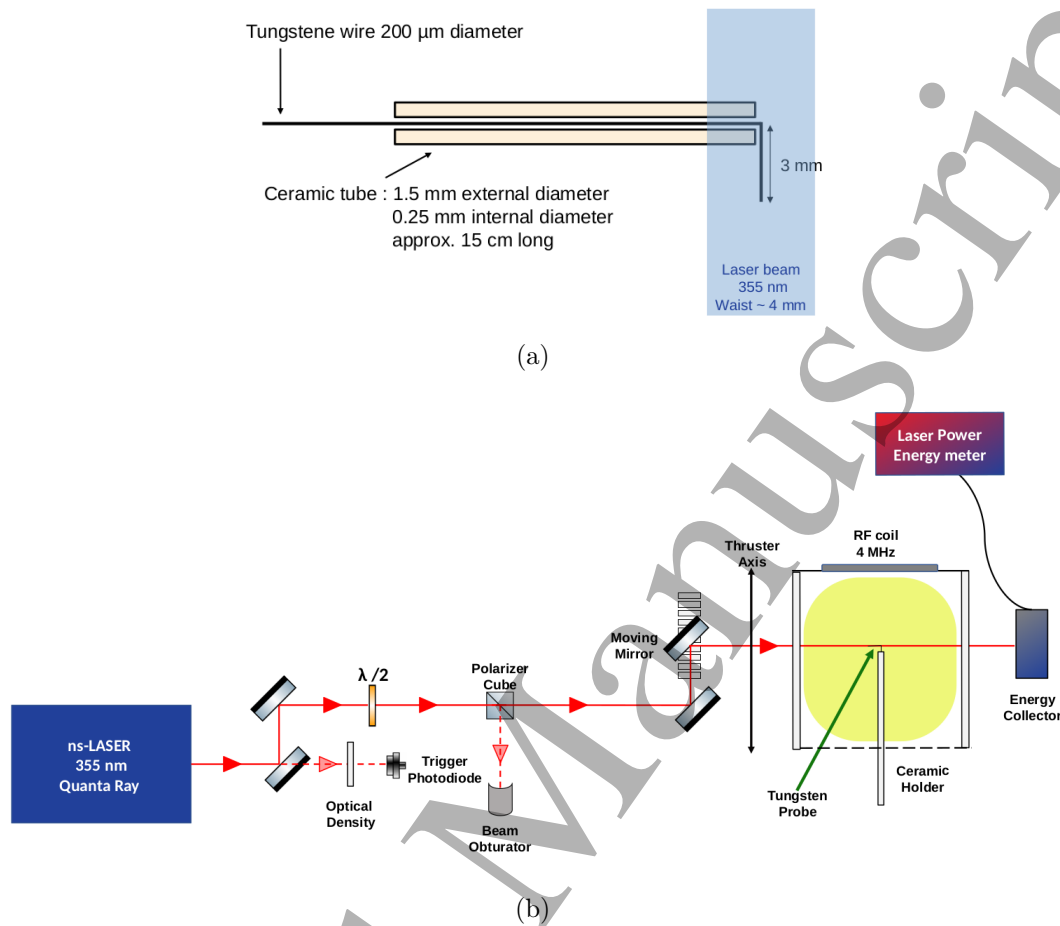 Tungstene wire 200 µm diameter
3 mm
Ceramic tube : 1.5 mm external diameter
0.25 mm internal diameter
approx. 15 cm long
Laser beam
355 nm
Waist ~ 4 mm
(a)
Laser Power
Energy meter
RF coil
4 MHz
Thruster
Axis
Moving
Mirror
λ /2
Polarizer
Cube
ns-LASER
355 nm
Quanta Ray
Trigger
Photodiode
Optical
Density
Beam
Obturator
Energy
Collector
Ceramic
Holder
Tungsten
Probe
(b)
Manuscrip